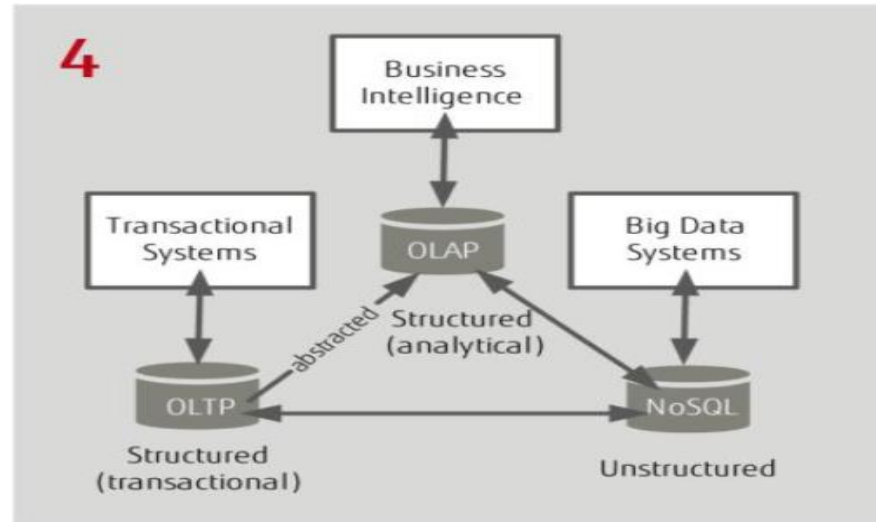 4
Business
Intelligence
Transactional
Systems
Big Data
Systems
OLAP
abstracted
Structured
(analytical)
OLTP
NoSQL
Structured
(transactional)
Unstructured